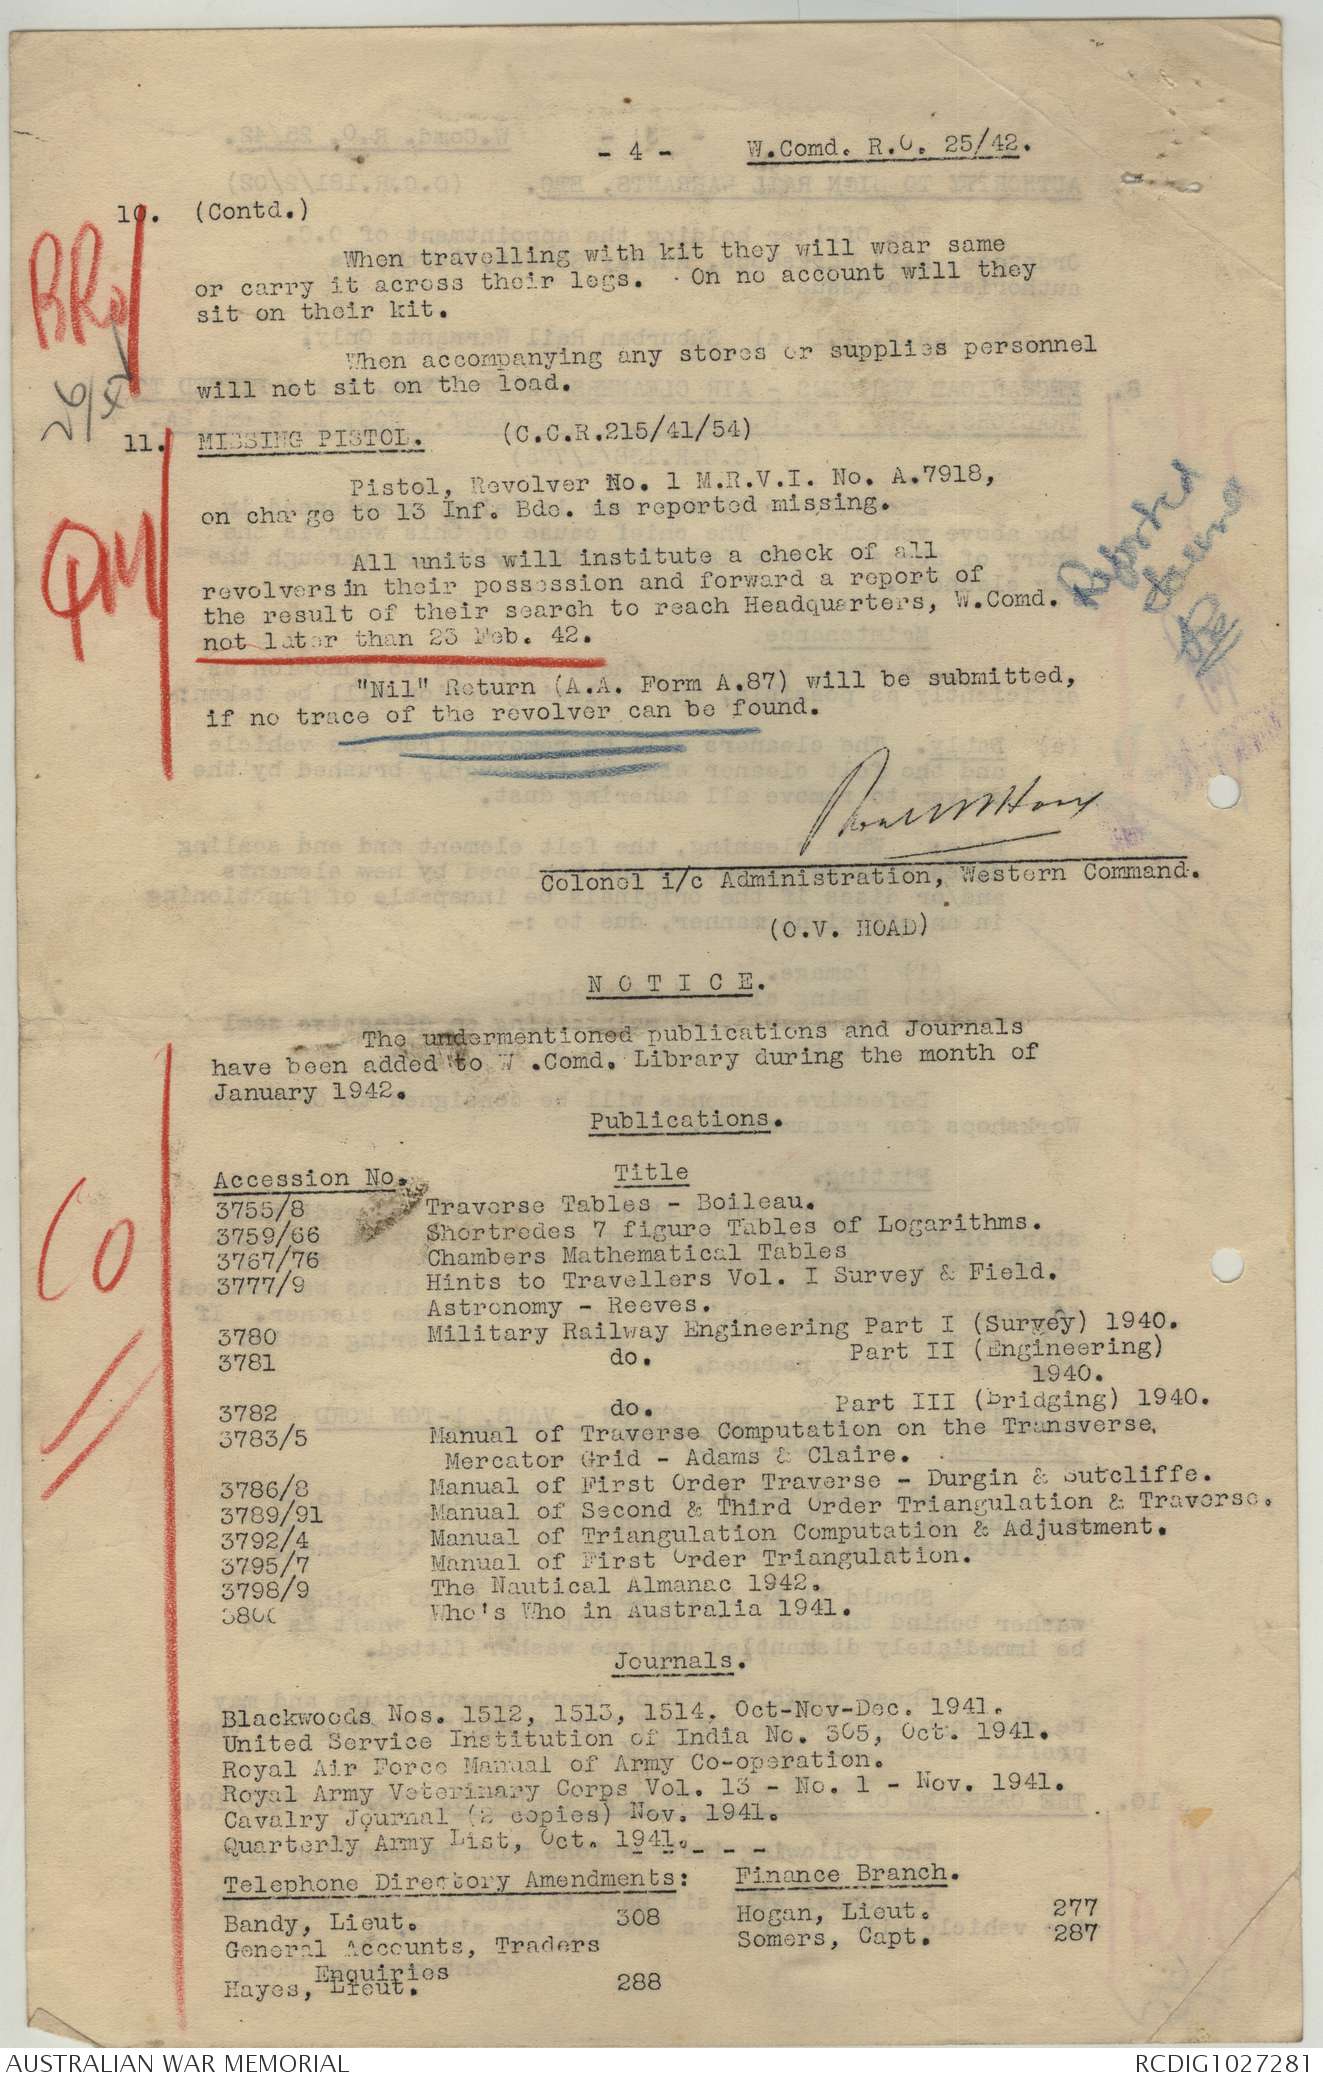 - 4 -    W.Comd. R.O. 25/42.
10. (Contd.)
When travelling with kit they will wear same
or carry it across their legs. On no account will they
sit on their kit.
When accompanying any stores or supplies personnel
will not sit on the load.
BRO
26/2
11. MISSING PISTOL. (C.C.R.215/41/54)
Pistol, Revolver No. 1 M.R.V.I. No. A.7918,
on charge to 13 Inf. Bde. is reported missing.
All units will institute a check of all
revolvers in their possession and forward a report of
the result of their search to reach Headquarters, W.Comd.
not later than 23 Feb. 42.
QM
"Nil" Return (A.A. Form A.87) will be submitted,
if no trace of the revolver can be found.
Colonel i/c Administration, Western Command.
(O.V. HOAD)
N O T I C E.
The undermentioned publications and Journals
have been added to W .Comd. Library during the month of
January 1942.
CO
Publications.
Accession No.    Title
3755/8    Traverse Tables - Boileau.
3759/66    Shortredes 7 figure Tables of Logarithms.
3767/76    Chambers Mathematical Tables
3777/9    Hints to Travellers Vol. I Survey & Field.
Astronomy - Reeves.
3780    Military Railway Engineering Part I (Survey) 1940.
3781    do.    Part II (Engineering)
1940.
3782    do.    Part III (Bridging) 1940.
3783/5    Manual of Traverse Computation on the Transverse.
Mercator Grid - Adams & Claire.
3786/8    Manual of First Order Traverse - Durgin & Sutcliffe.
3789/91    Manual of Second & Third Order Triangulation & Traverse.
3792/4    Manual of Triangulation Computation & Adjustment.
3795/7    Manual of First Order Triangulation.
3798/9    The Nautical Almanac 1942.
3800    Who's Who in Australia 1941.
Journals.
Blackwoods Nos. 1512, 1513, 1514. Oct-Nov-Dec. 1941.
United Service Institution of India No. 305, Oct. 1941.
Royal Air Force Manual of Army Co-operation.
Royal Army Veterinary Corps Vol. 13 - No. 1 - Nov. 1941.
Cavalry Journal (2 copies) Nov. 1941.
Quarterly Army List, Oct. 1941.
Telephone Directory Amendments:    Finance Branch.
Bandy, Lieut.    308    Hogan, Lieut.    277
General Accounts, Traders    Somers, Capt.    287
Enquiries
Hayes, Lieut.    288
AUSTRALIAN WAR MEMORIAL    RCDIG1027281